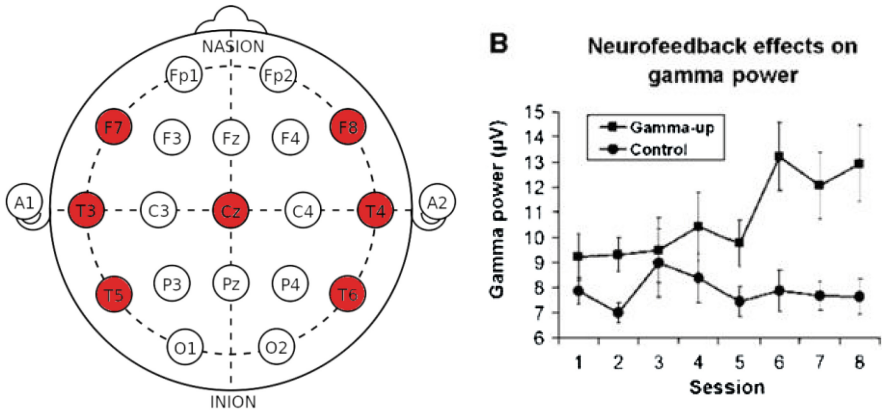 NASION
Fp1 Fp2
F7 F3 Fz F4 F8
A1 T3 C3 Cz C4 T4 A2
T5 P3 Pz P4 T6
O1 O2
INION
B Neurofeedback effects on
gamma power
Gamma power (µV)
15
14
13
12
11
10
9
8
7
6
Gamma-up
Control
1 2 3 4 5 6 7 8
Session